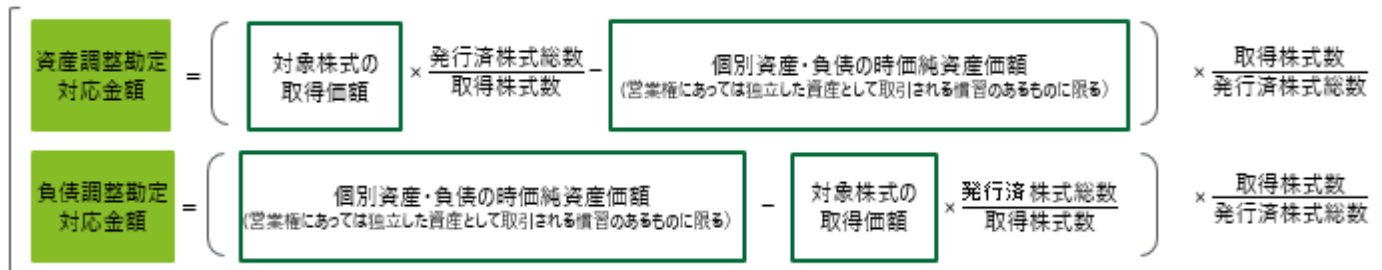 資産調整勘定
対応金額
=
対象株式の
取得価額
×
発行済株式総数
取得株式数
−
個別資産・負債の時価純資産価額
(営業権にあっては独立した資産として取引される慣習のあるものに限る)
×
取得株式数
発行済株式総数
負債調整勘定
対応金額
=
個別資産・負債の時価純資産価額
(営業権にあっては独立した資産として取引される慣習のあるものに限る)
−
対象株式の
取得価額
×
発行済株式総数
取得株式数
×
取得株式数
発行済株式総数